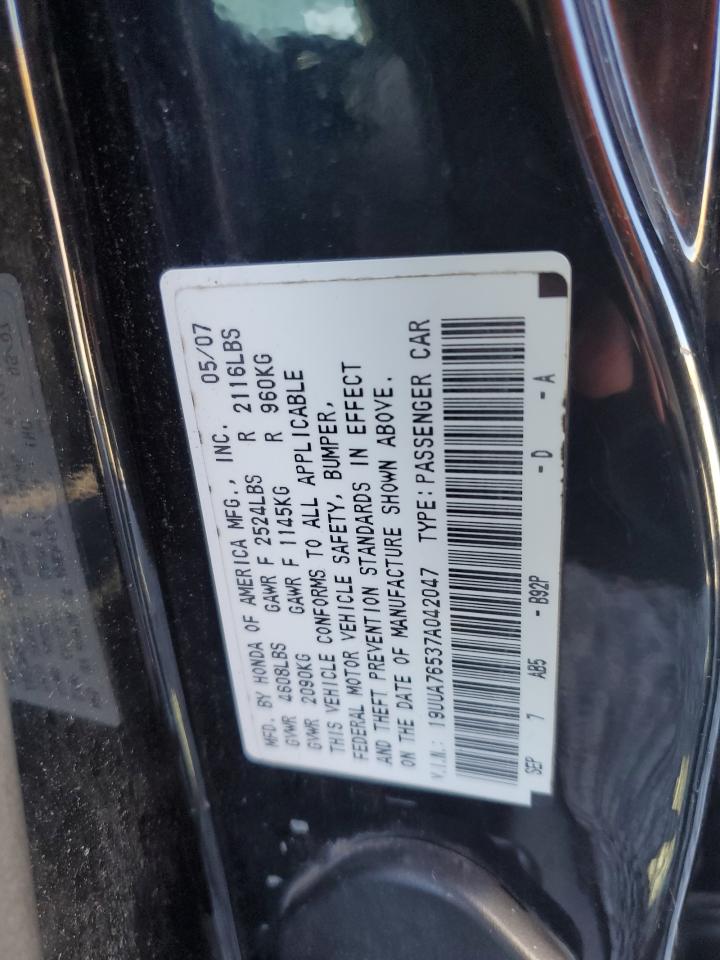 MFD. BY HONDA OF AMERICA MFG., INC. 05/07
GVWR 4608LBS GAWR F 2524LBS R 2116LBS
GVWR 2090KG GAWR F 1145KG R 960KG
THIS VEHICLE CONFORMS TO ALL APPLICABLE
FEDERAL MOTOR VEHICLE SAFETY, BUMPER,
AND THEFT PREVENTION STANDARDS IN EFFECT
ON THE DATE OF MANUFACTURE SHOWN ABOVE.
V.I.N.: 19UUA76537A042047 TYPE: PASSENGER CAR
SEP 7 AB5 - B92P - D - A